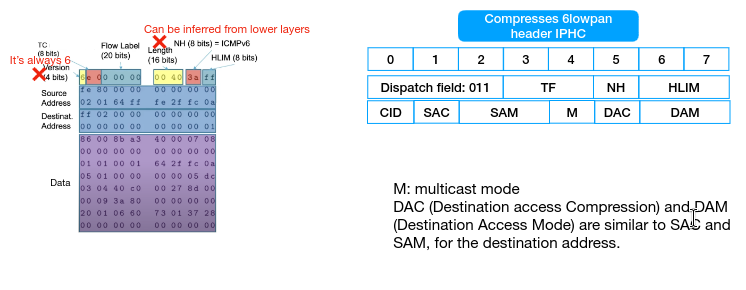 Can be inferred from lower layers
Compresses 6lowpan
header IPHC
TC
(8 bits)
Flow Label
(20 bits)
Length
(16 bits)
NH (8 bits) = ICMPv6
HLIM (8 bits)
It's always 6
Version
(4 bits)
6e 0 00 00 00 00 40 3a ff
Source
Address
fe 80 00 00 00 00 00 00
02 01 64 ff fe 2f fc 0a
Destinat.
Address
ff 02 00 00 00 00 00 00
00 00 00 00 00 00 00 01
Data
86 00 8b a3 40 00 07 08
00 00 00 00 00 00 00 00
01 01 00 01 64 2f fc 0a
05 01 00 00 00 00 05 dc
03 04 40 c0 00 27 8d 00
00 09 3a 80 00 00 00 00
20 01 06 60 73 01 37 28
00 00 00 00 00 00 00 00
0 1 2 3 4 5 6 7
Dispatch field: 011 TF NH HLIM
CID SAC SAM M DAC DAM
M: multicast mode
DAC (Destination access Compression) and DAM
(Destination Access Mode) are similar to SAC and
SAM, for the destination address.